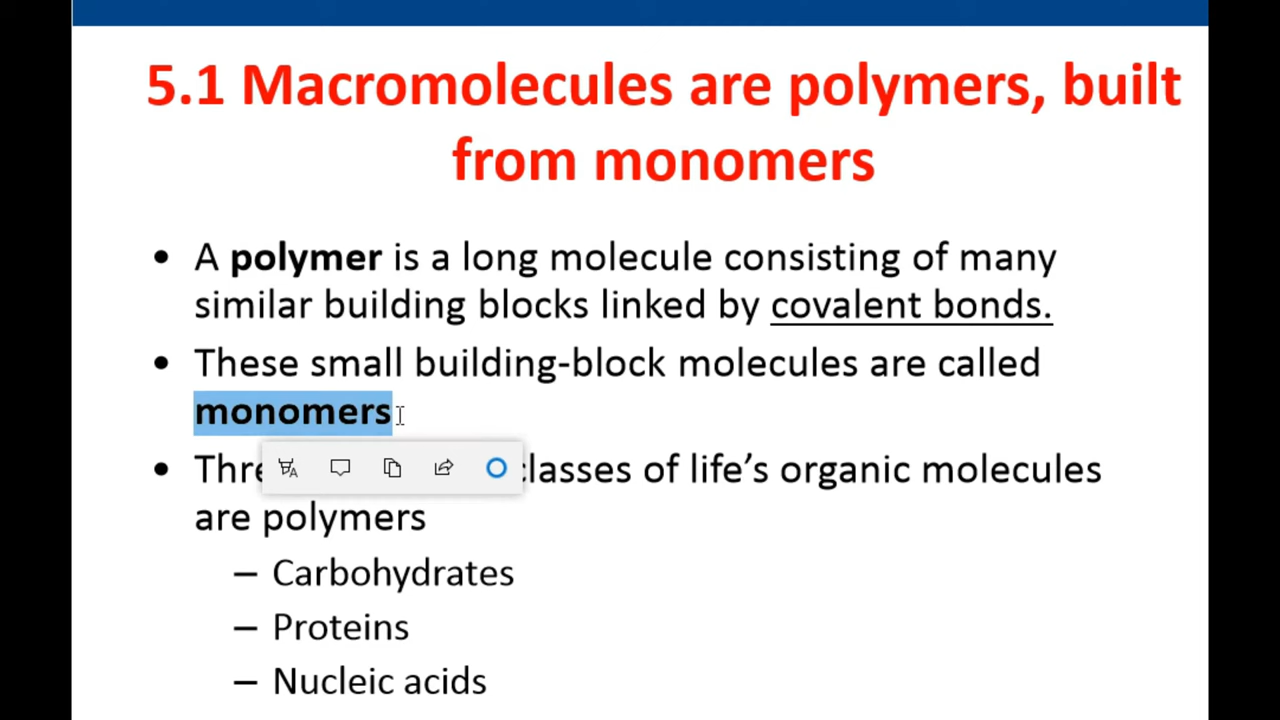 5.1 Macromolecules are polymers, built
from monomers
• A polymer is a long molecule consisting of many
similar building blocks linked by covalent bonds.
• These small building-block molecules are called
monomers
• Thre classes of life’s organic molecules
are polymers
– Carbohydrates
– Proteins
– Nucleic acids